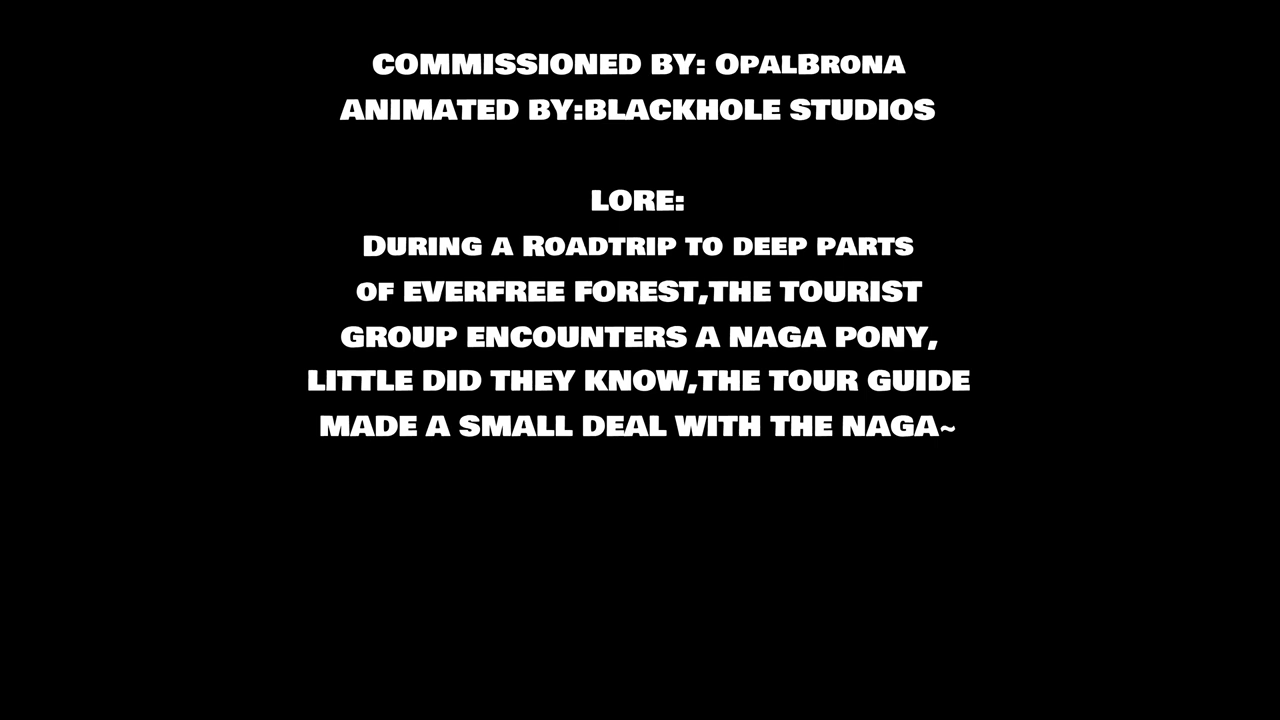 COMMISSIONED BY: OpalBrona
ANIMATED BY:BLACKHOLE STUDIOS
LORE:
During a Roadtrip to deep parts
of EVERFREE FOREST,THE TOURIST
GROUP ENCOUNTERS A NAGA PONY,
LITTLE DID THEY KNOW,THE TOUR GUIDE
MADE A SMALL DEAL WITH THE NAGA~